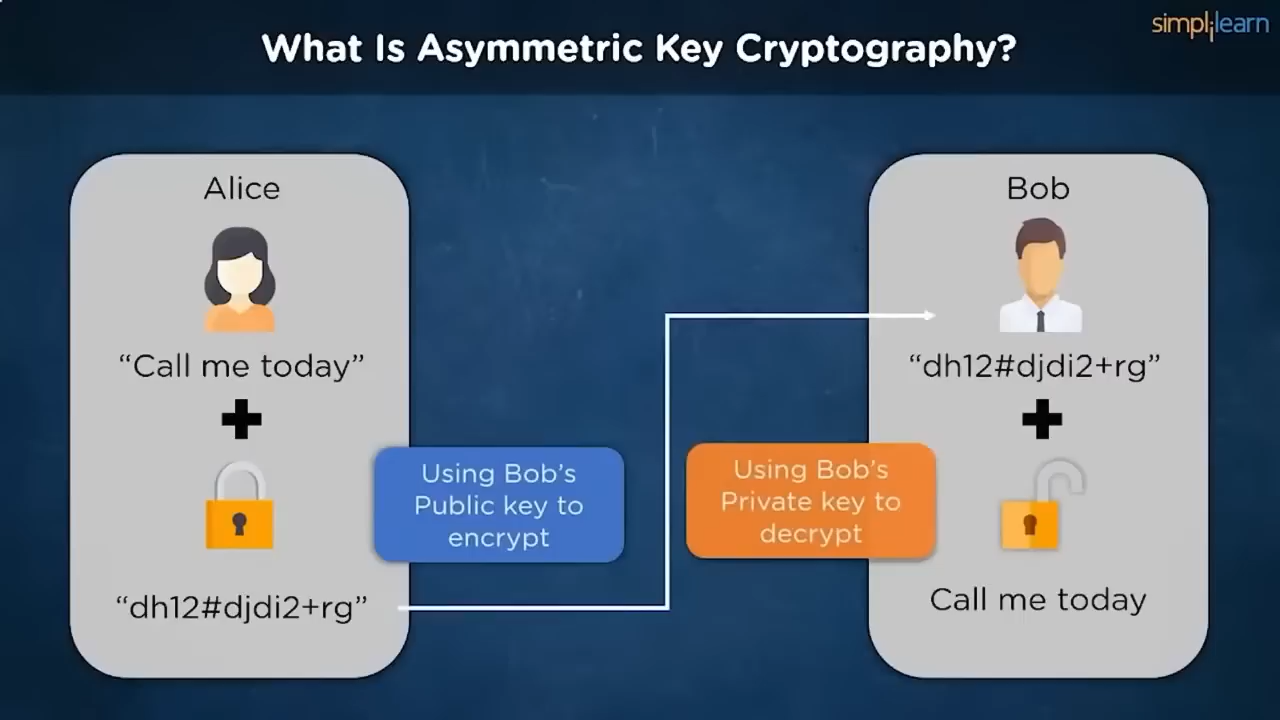 simplilearn
What Is Asymmetric Key Cryptography?
Alice
“Call me today”
Using Bob’s
Public key to
encrypt
“dh12#djdi2+rg”
Using Bob’s
Private key to
decrypt
Bob
“dh12#djdi2+rg”
Call me today